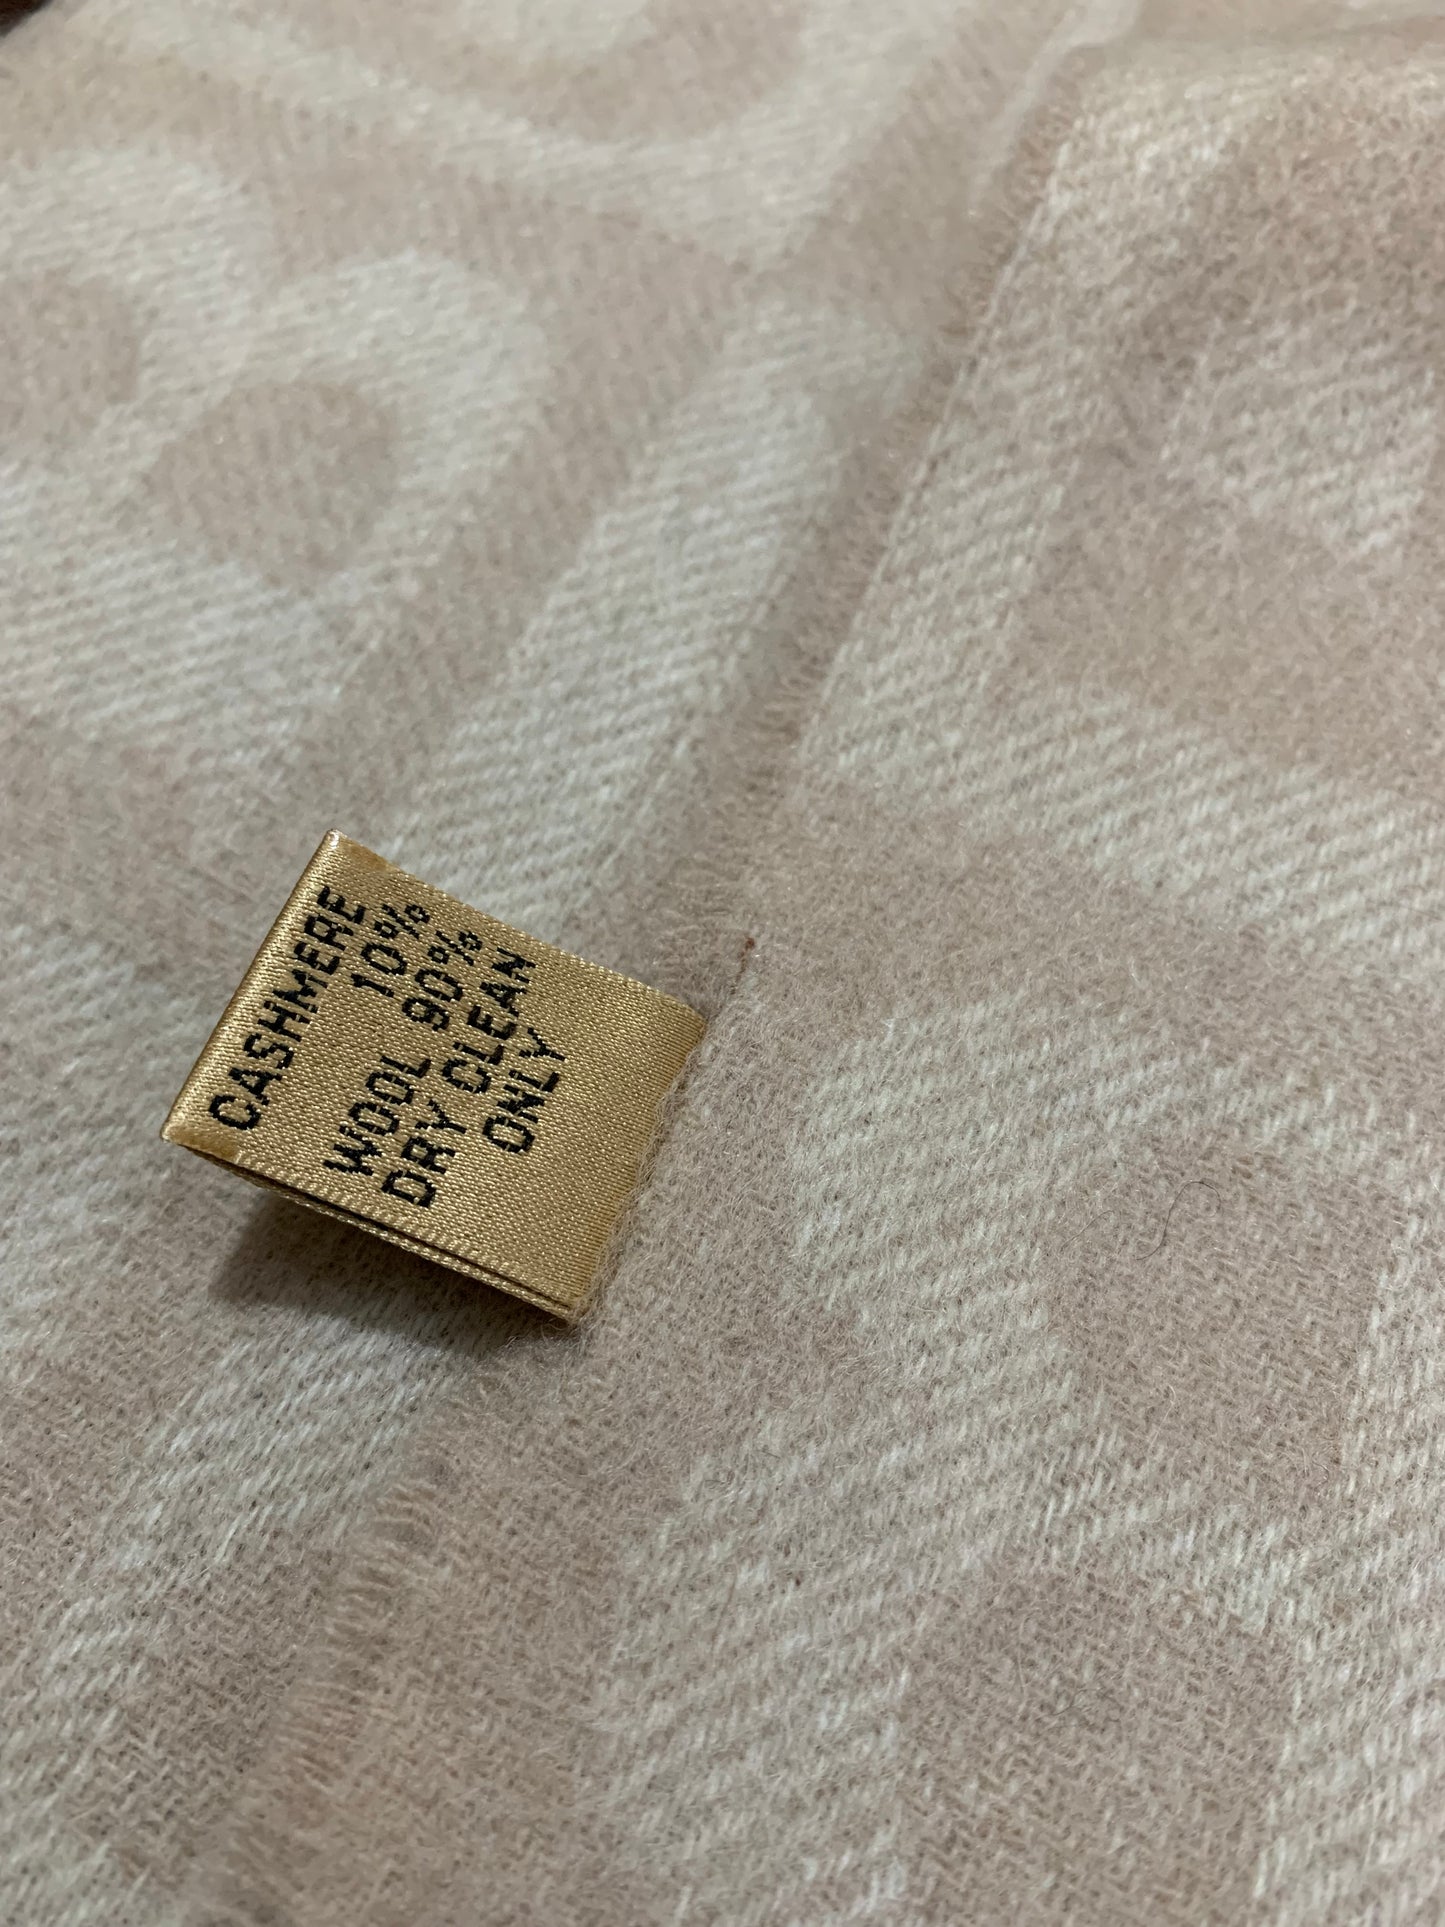 CASHMERE
10%
WOOL 90%
DRY CLEAN
ONLY